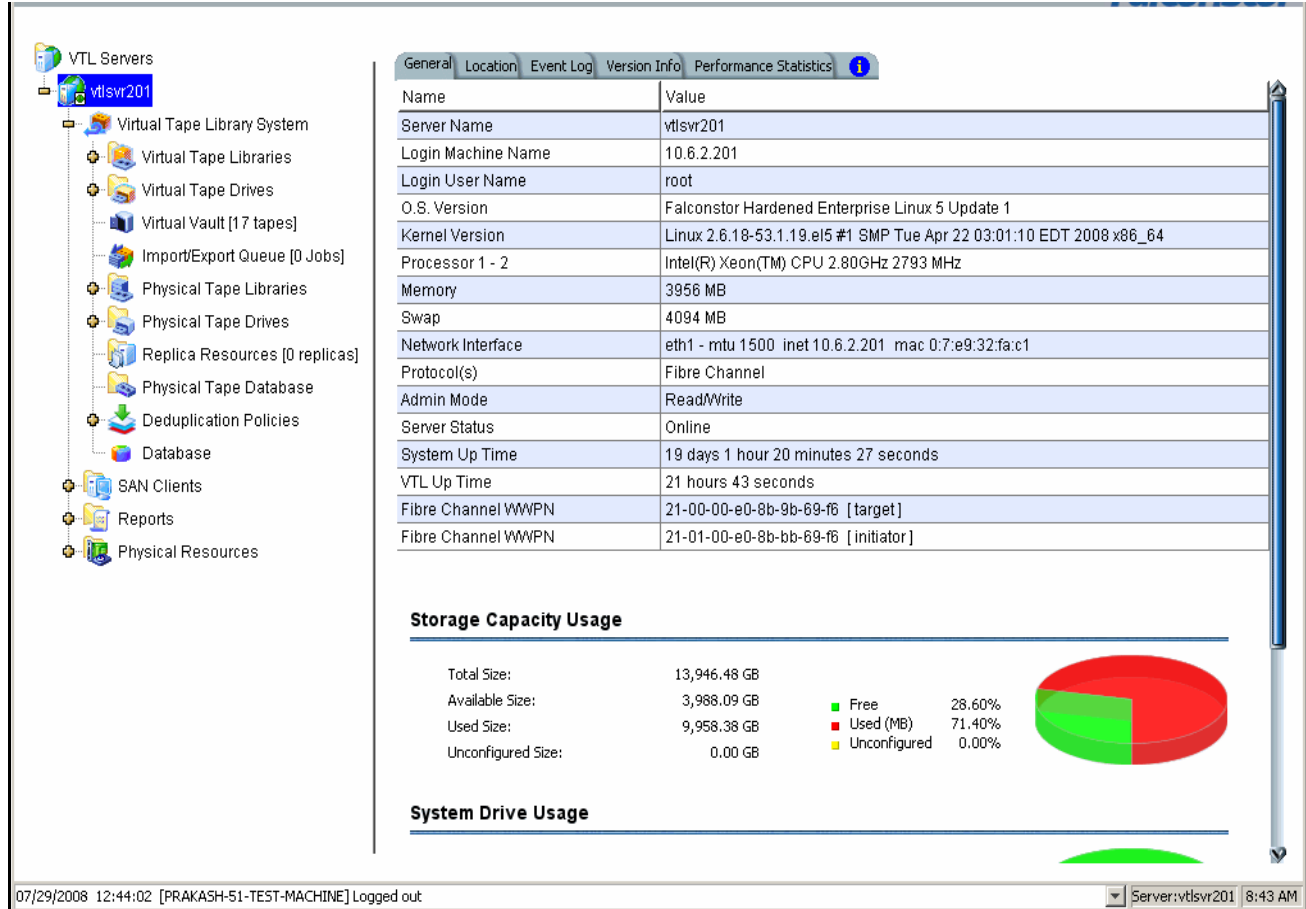 VTL Servers
vtlsvr201
Virtual Tape Library System
Virtual Tape Libraries
Virtual Tape Drives
Virtual Vault [17 tapes]
Import/Export Queue [0 Jobs]
Physical Tape Libraries
Physical Tape Drives
Replica Resources [0 replicas]
Physical Tape Database
Deduplication Policies
Database
SAN Clients
Reports
Physical Resources
General Location Event Log Version Info Performance Statistics i
Name Value
Server Name vtlsvr201
Login Machine Name 10.6.2.201
Login User Name root
O.S. Version Falconstor Hardened Enterprise Linux 5 Update 1
Kernel Version Linux 2.6.18-53.1.19.el5 #1 SMP Tue Apr 22 03:01:10 EDT 2008 x86_64
Processor 1 - 2 Intel(R) Xeon(TM) CPU 2.80GHz 2793 MHz
Memory 3956 MB
Swap 4094 MB
Network Interface eth1 - mtu 1500 inet 10.6.2.201 mac 0:7:e9:32:fa:c1
Protocol(s) Fibre Channel
Admin Mode Read/Write
Server Status Online
System Up Time 19 days 1 hour 20 minutes 27 seconds
VTL Up Time 21 hours 43 seconds
Fibre Channel WWPN 21-00-00-e0-8b-9b-69-f6 [target]
Fibre Channel WWPN 21-01-00-e0-8b-bb-69-f6 [initiator]
Storage Capacity Usage
Total Size: 13,946.48 GB
Available Size: 3,988.09 GB
Used Size: 9,958.38 GB
Unconfigured Size: 0.00 GB
Free 28.60%
Used (MB) 71.40%
Unconfigured 0.00%
System Drive Usage
07/29/2008 12:44:02 [PRAKASH-51-TEST-MACHINE] Logged out
Server:vtlsvr201 8:43 AM